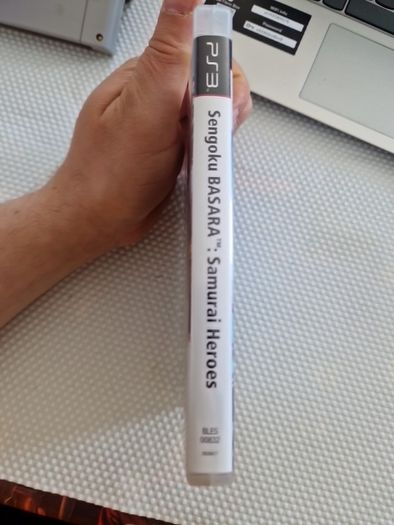 PS3
Sengoku BASARA™: Samurai Heroes
BLES
00832